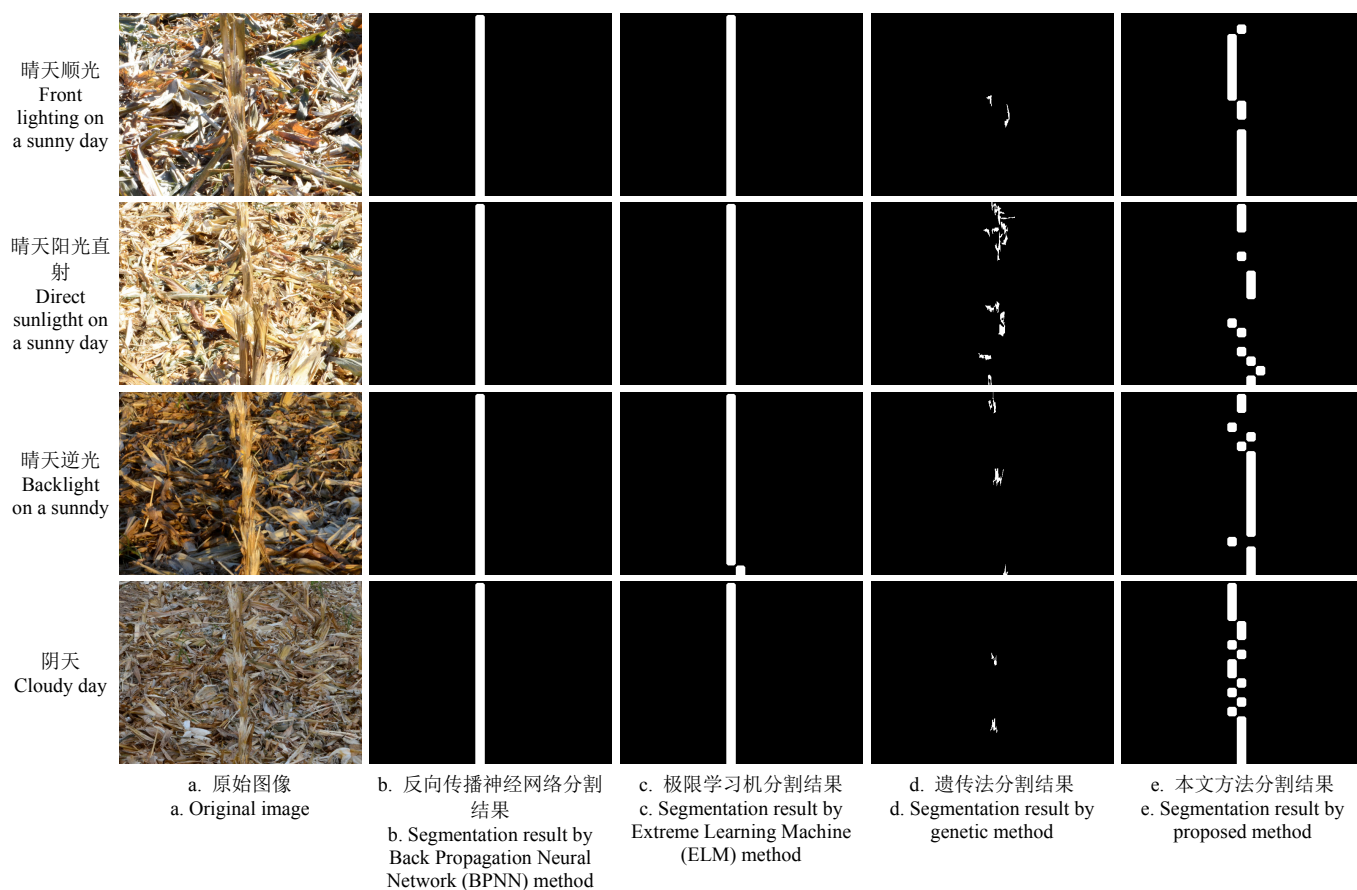 晴天顺光
Front
lighting on
a sunny day
晴天阳光直
射
Direct
sunligtht on
a sunny day
晴天逆光
Backlight
on a sunndy
阴天
Cloudy day
a. 原始图像
a. Original image
b. 反向传播神经网络分割
结果
b. Segmentation result by
Back Propagation Neural
Network (BPNN) method
c. 极限学习机分割结果
c. Segmentation result by
Extreme Learning Machine
(ELM) method
d. 遗传法分割结果
d. Segmentation result by
genetic method
e. 本文方法分割结果
e. Segmentation result by
proposed method